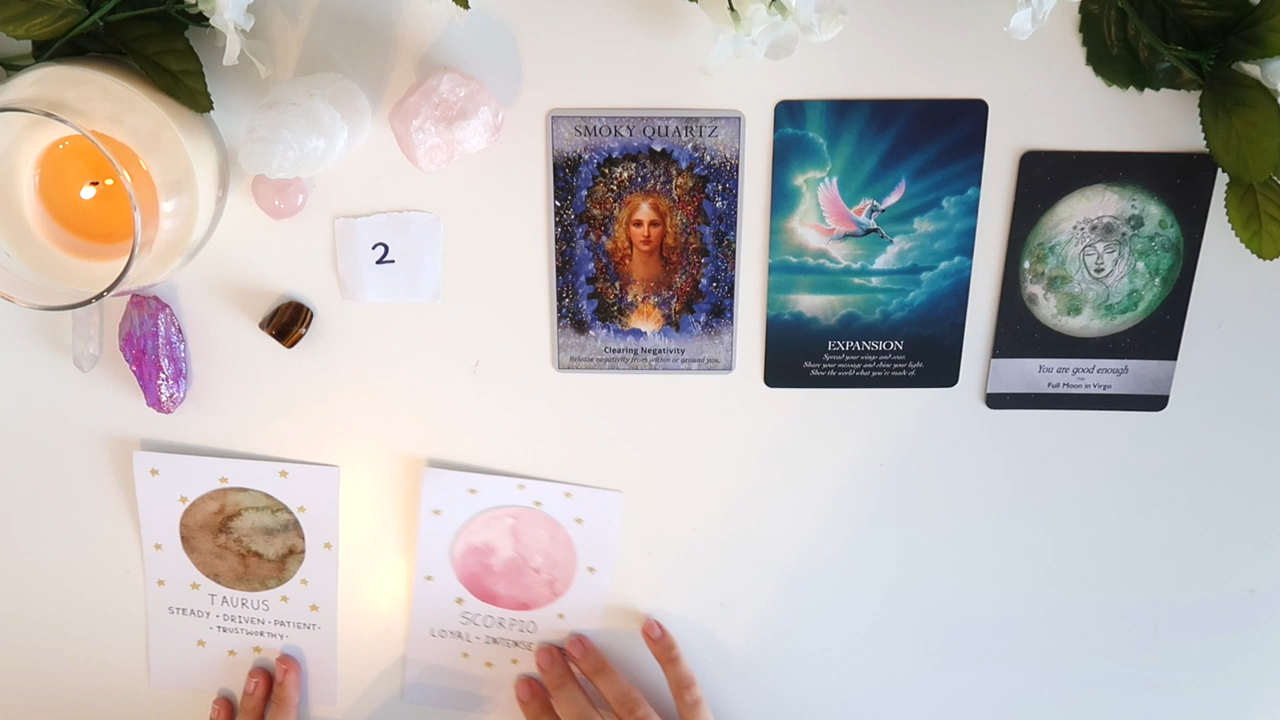 SMOKY QUARTZ
Clearing Negativity
Release negativity from within or around you.
EXPANSION
Spread your wings and soar.
Share your message and shine your light.
Show the world what you're made of.
You are good enough
Full Moon in Virgo
2
TAURUS
STEADY • DRIVEN • PATIENT•
• TRUSTWORTHY•
SCORPIO
LOYAL • INTENSE